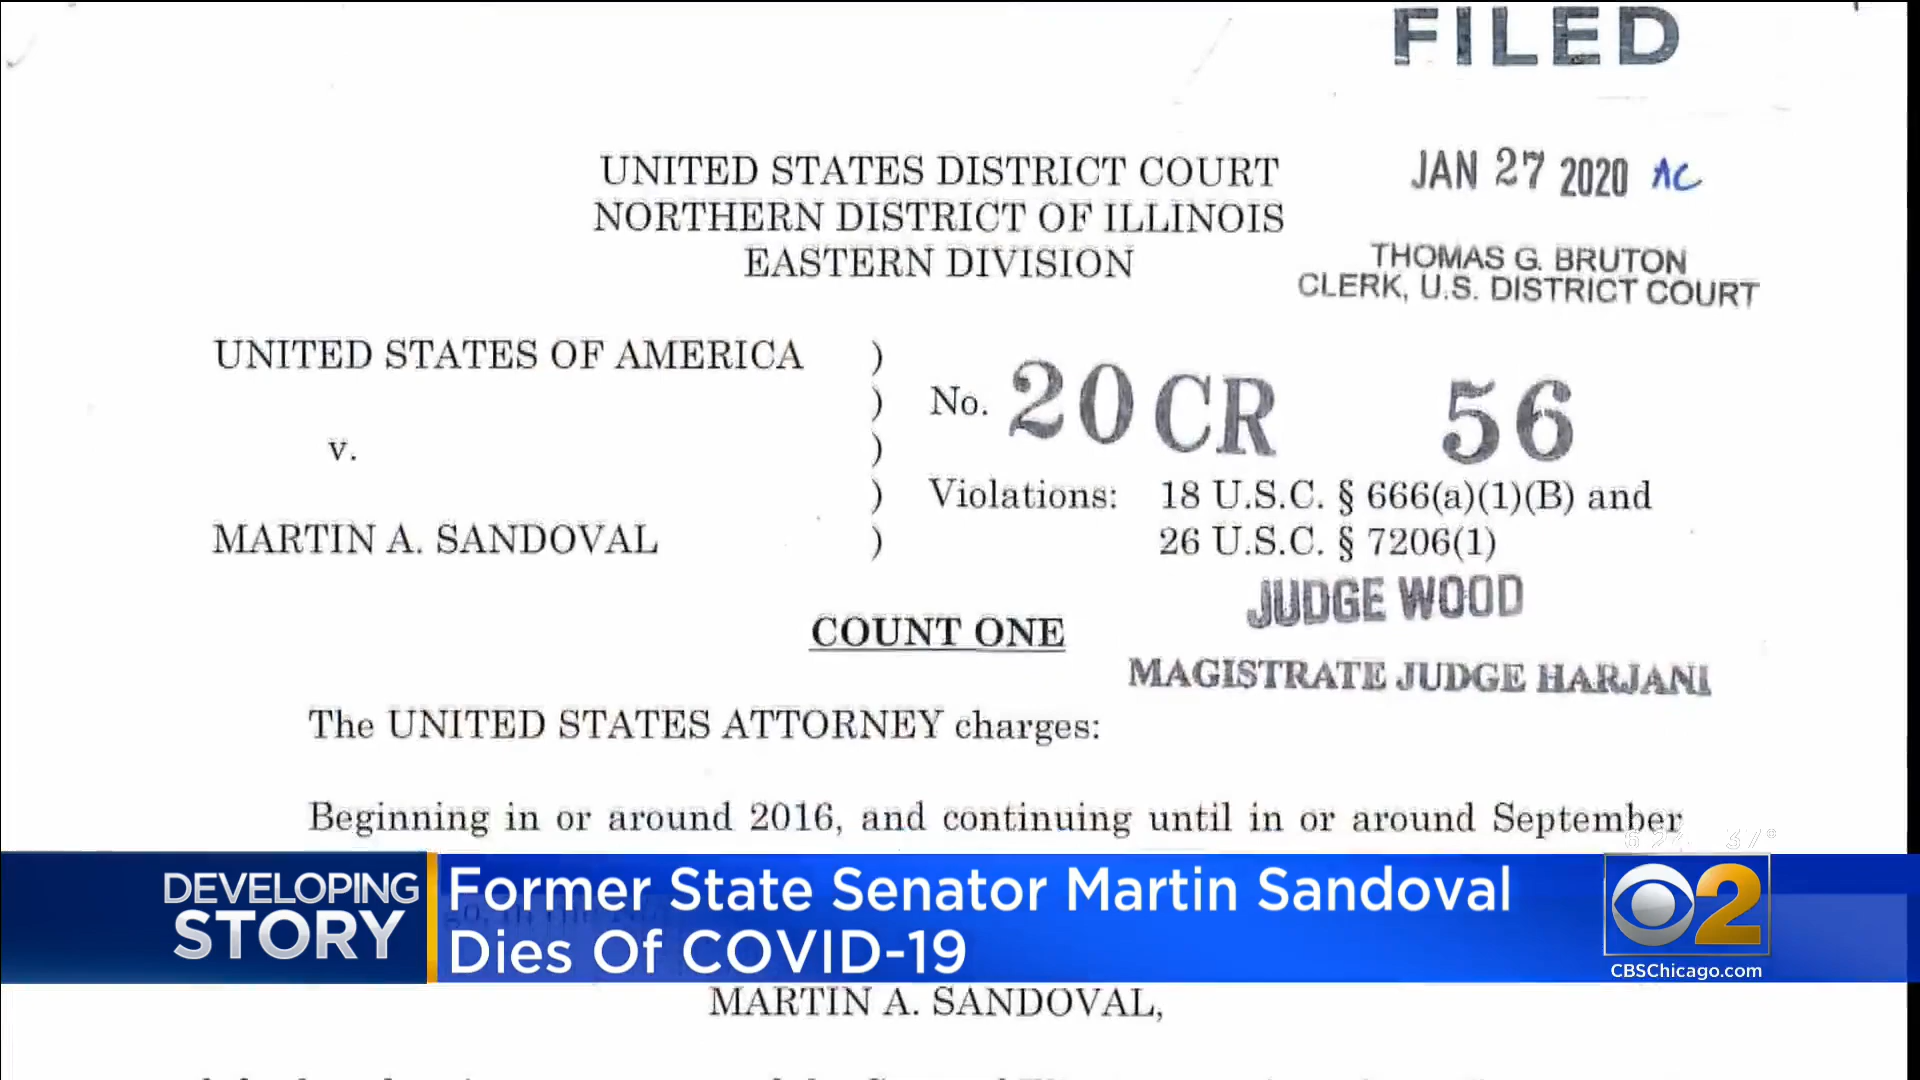 FILED
UNITED STATES DISTRICT COURT
NORTHERN DISTRICT OF ILLINOIS
EASTERN DIVISION
JAN 27 2020 AC
THOMAS G. BRUTON
CLERK, U.S. DISTRICT COURT
UNITED STATES OF AMERICA )
) No. 20 CR 56
v. )
) Violations: 18 U.S.C. § 666(a)(1)(B) and
MARTIN A. SANDOVAL ) 26 U.S.C. § 7206(1)
JUDGE WOOD
COUNT ONE
MAGISTRATE JUDGE HARJANI
The UNITED STATES ATTORNEY charges:
Beginning in or around 2016, and continuing until in or around September
37°
DEVELOPING
STORY
Former State Senator Martin Sandoval
Dies Of COVID-19
2
CBSChicago.com
MARTIN A. SANDOVAL,